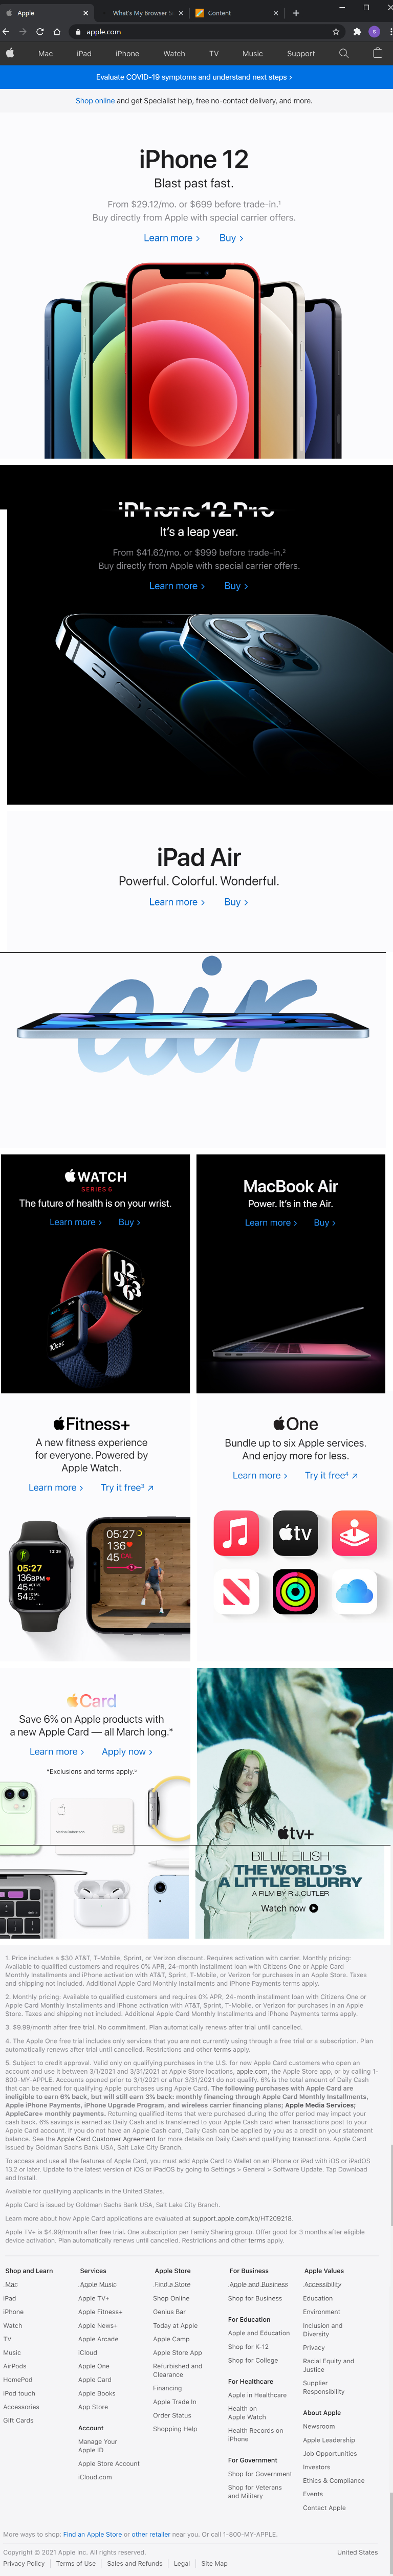 Apple
What's My Browser S
Content
apple.com
Mac iPad iPhone Watch TV Music Support
Evaluate COVID-19 symptoms and understand next steps >
Shop online and get Specialist help, free no-contact delivery, and more.
iPhone 12
Blast past fast.
From $29.12/mo. or $699 before trade-in.¹
Buy directly from Apple with special carrier offers.
Learn more > Buy >
iPhone 12 Pro
It's a leap year.
From $41.62/mo. or $999 before trade-in.²
Buy directly from Apple with special carrier offers.
Learn more > Buy >
iPad Air
Powerful. Colorful. Wonderful.
Learn more > Buy >
air
WATCH
SERIES 6
The future of health is on your wrist.
Learn more > Buy >
MacBook Air
Power. It's in the Air.
Learn more > Buy >
Fitness+
A new fitness experience
for everyone. Powered by
Apple Watch.
Learn more > Try it free³ ↗
10:09
05:27
136BPM
45 ACTIVE CAL
54 TOTAL CAL
05:27
136
45 CAL
One
Bundle up to six Apple services.
And enjoy more for less.
Learn more > Try it free⁴ ↗
tv
Card
Save 6% on Apple products with
a new Apple Card — all March long.*
Learn more > Apply now >
*Exclusions and terms apply.⁵
tv+
BILLIE EILISH
THE WORLD'S
A LITTLE BLURRY
A FILM BY R.J. CUTLER
Watch now
1. Price includes a $30 AT&T, T-Mobile, Sprint, or Verizon discount. Requires activation with carrier. Monthly pricing:
Available to qualified customers and requires 0% APR, 24-month installment loan with Citizens One or Apple Card
Monthly Installments and iPhone activation with AT&T, Sprint, T-Mobile, or Verizon for purchases in an Apple Store. Taxes
and shipping not included. Additional Apple Card Monthly Installments and iPhone Payments terms apply.
2. Monthly pricing: Available to qualified customers and requires 0% APR, 24-month installment loan with Citizens One or
Apple Card Monthly Installments and iPhone activation with AT&T, Sprint, T-Mobile, or Verizon for purchases in an Apple
Store. Taxes and shipping not included. Additional Apple Card Monthly Installments and iPhone Payments terms apply.
3. $9.99/month after free trial. No commitment. Plan automatically renews after trial until cancelled.
4. The Apple One free trial includes only services that you are not currently using through a free trial or a subscription. Plan
automatically renews after trial until cancelled. Restrictions and other terms apply.
5. Subject to credit approval. Valid only on qualifying purchases in the U.S. for new Apple Card customers who open an
account and use it between 3/1/2021 and 3/31/2021 at Apple Store locations, apple.com, the Apple Store app, or by calling 1-
800-MY-APPLE. Accounts opened prior to 3/1/2021 or after 3/31/2021 do not qualify. 6% is the total amount of Daily Cash
that can be earned for qualifying Apple purchases using Apple Card. The following purchases with Apple Card are
ineligible to earn 6% back, but will still earn 3% back: monthly financing through Apple Card Monthly Installments,
Apple iPhone Payments, iPhone Upgrade Program, and wireless carrier financing plans; Apple Media Services;
AppleCare+ monthly payments. Returning qualified items that were purchased during the offer period may impact your
6% back. 6% savings is earned as Daily Cash and is transferred to your Apple Cash card when transactions post to your
Apple Card account. If you do not have an Apple Cash card, Daily Cash can be applied by you as a credit on your statement
balance. See the Apple Card Customer Agreement for more details on Daily Cash and qualifying transactions. Apple Card
issued by Goldman Sachs Bank USA, Salt Lake City Branch.
To access and use all the features of Apple Card, you must add Apple Card to Wallet on an iPhone or iPad with iOS or iPadOS
13.2 or later. Update to the latest version of iOS or iPadOS by going to Settings > General > Software Update. Tap Download
and Install.
Available for qualifying applicants in the United States.
Apple Card is issued by Goldman Sachs Bank USA, Salt Lake City Branch.
Learn more about how Apple Card applications are evaluated at support.apple.com/kb/HT209218.
Apple TV+ is $4.99/month after free trial. One subscription per Family Sharing group. Offer good for 3 months after eligible
device activation. Plan automatically renews until cancelled. Restrictions and other terms apply.
Shop and Learn
Mac
iPad
iPhone
Watch
TV
Music
AirPods
HomePod
iPod touch
Accessories
Gift Cards
Services
Apple Music
Apple TV+
Apple Fitness+
Apple News+
Apple Arcade
iCloud
Apple One
Apple Card
Apple Books
App Store
Account
Manage Your
Apple ID
Apple Store Account
iCloud.com
Apple Store
Find a Store
Shop Online
Genius Bar
Today at Apple
Apple Camp
Apple Store App
Refurbished and
Clearance
Financing
Apple Trade In
Order Status
Shopping Help
For Business
Apple and Business
Shop for Business
For Education
Apple and Education
Shop for K-12
Shop for College
For Healthcare
Apple in Healthcare
Health on
Apple Watch
Health Records on
iPhone
For Government
Shop for Government
Shop for Veterans
and Military
Apple Values
Accessibility
Education
Environment
Inclusion and
Diversity
Privacy
Racial Equity and
Justice
Supplier
Responsibility
About Apple
Newsroom
Apple Leadership
Job Opportunities
Investors
Ethics & Compliance
Events
Contact Apple
More ways to shop: Find an Apple Store or other retailer near you. Or call 1-800-MY-APPLE.
Copyright © 2021 Apple Inc. All rights reserved. United States
Privacy Policy | Terms of Use | Sales and Refunds | Legal | Site Map